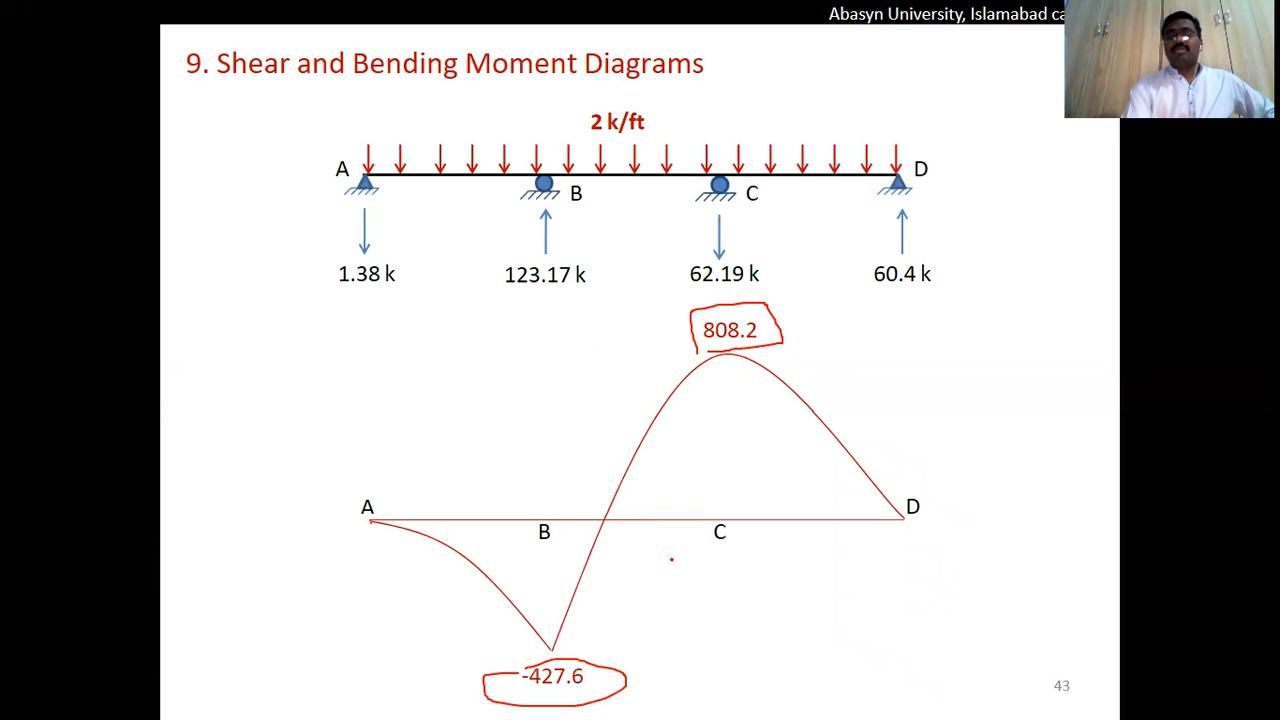 Abasyn University, Islamabad ca
9. Shear and Bending Moment Diagrams
2 k/ft
A
D
B
C
1.38 k
123.17 k
62.19 k
60.4 k
808.2
A
D
B
C
-427.6
43